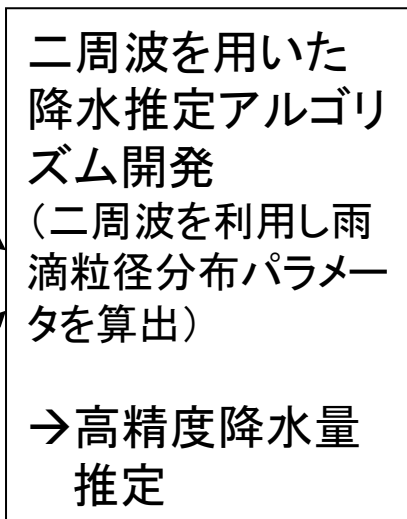 二周波を用いた
降水推定アルゴリ
ズム開発
（二周波を利用し雨
滴粒径分布パラメー
タを算出）
→高精度降水量
推定